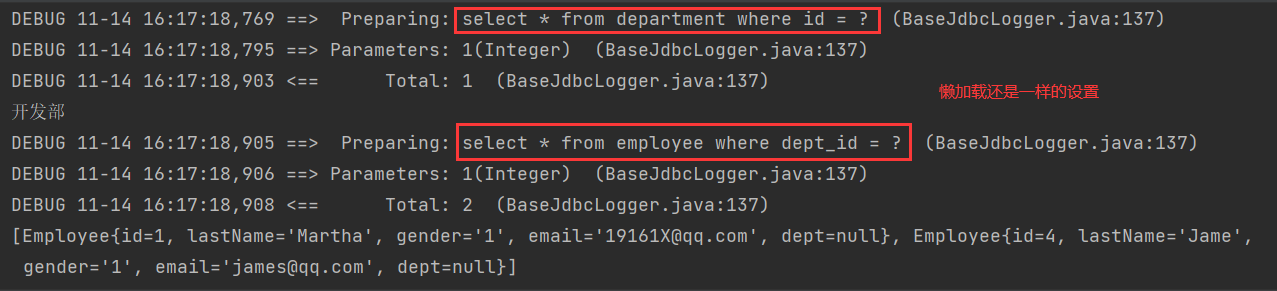 DEBUG 11-14 16:17:18,769 ==>  Preparing: select * from department where id = ?  (BaseJdbcLogger.java:137)
DEBUG 11-14 16:17:18,795 ==> Parameters: 1(Integer)  (BaseJdbcLogger.java:137)
DEBUG 11-14 16:17:18,903 <==      Total: 1  (BaseJdbcLogger.java:137)
懒加载还是一样的设置
开发部
DEBUG 11-14 16:17:18,905 ==>  Preparing: select * from employee where dept_id = ?  (BaseJdbcLogger.java:137)
DEBUG 11-14 16:17:18,906 ==> Parameters: 1(Integer)  (BaseJdbcLogger.java:137)
DEBUG 11-14 16:17:18,908 <==      Total: 2  (BaseJdbcLogger.java:137)
[Employee{id=1, lastName='Martha', gender='1', email='19161X@qq.com', dept=null}, Employee{id=4, lastName='Jame',
gender='1', email='james@qq.com', dept=null}]